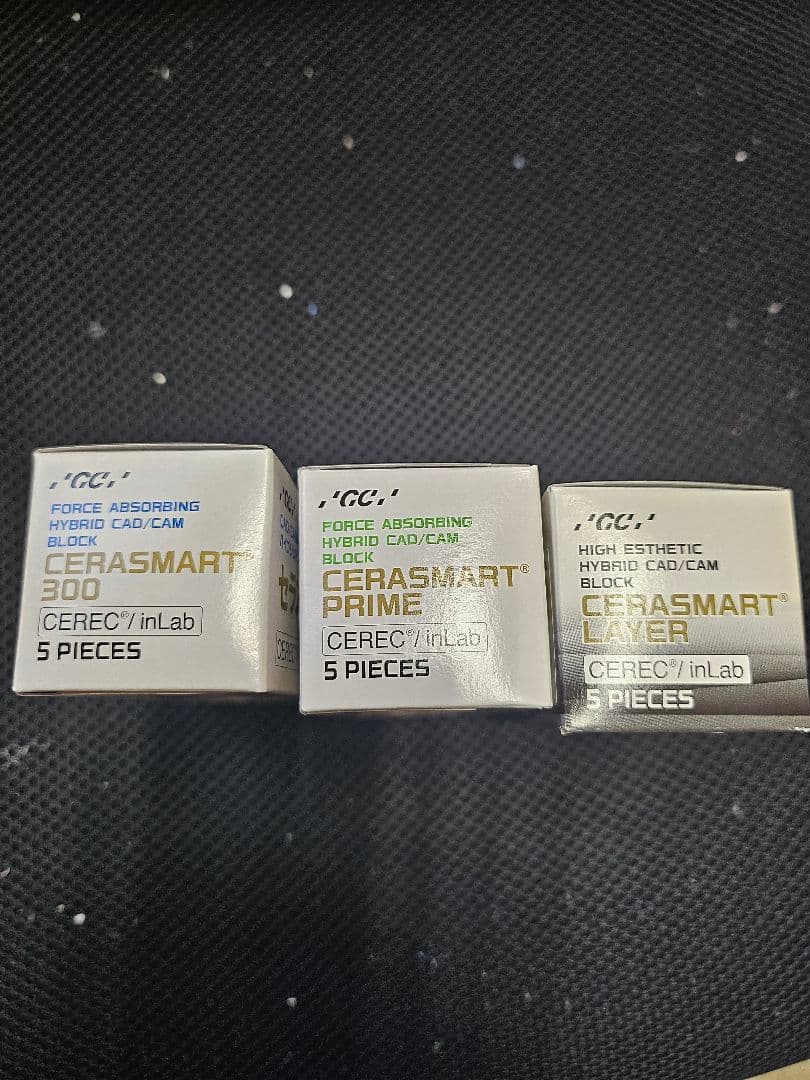 'GC'
FORCE ABSORBING
HYBRID CAD/CAM
BLOCK
CERASMART®
300
CEREC®/inLab
5 PIECES
'GC'
FORCE ABSORBING
HYBRID CAD/CAM
BLOCK
CERASMART®
PRIME
CEREC®/inLab
5 PIECES
'GC'
HIGH ESTHETIC
HYBRID CAD/CAM
BLOCK
CERASMART®
LAYER
CEREC®/inLab
5 PIECES